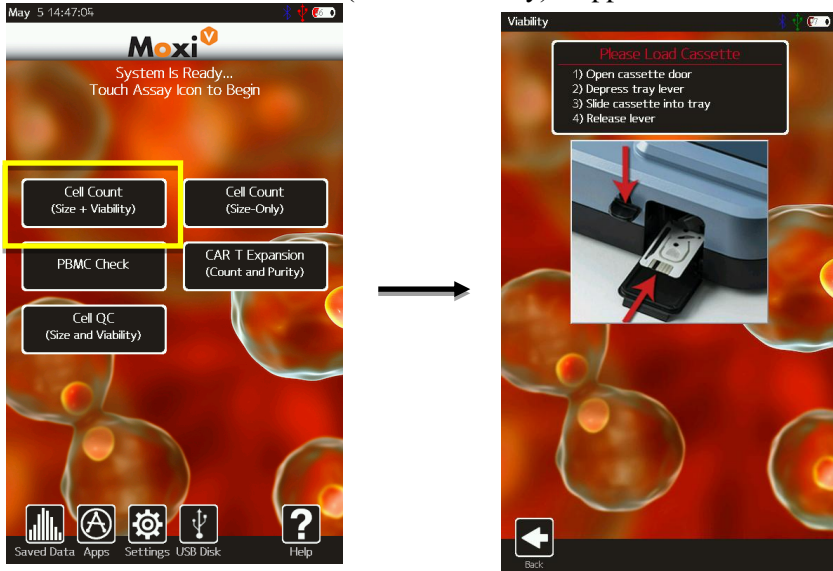 May 5 14:47:05
Moxi V
System Is Ready...
Touch Assay Icon to Begin
Cell Count
(Size + Viability)
Cell Count
(Size-Only)
PBMC Check
CAR T Expansion
(Count and Purity)
Cell QC
(Size and Viability)
Saved Data
Apps
Settings
USB Disk
?
Help
Viability
Please Load Cassette
1) Open cassette door
2) Depress tray lever
3) Slide cassette into tray
4) Release lever
Back